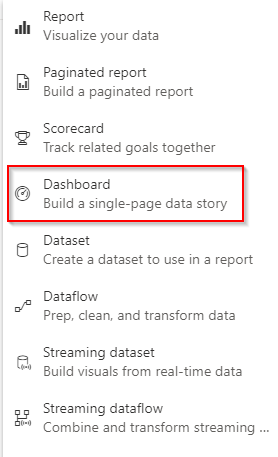 Report
Visualize your data
Paginated report
Build a paginated report
Scorecard
Track related goals together
Dashboard
Build a single-page data story
Dataset
Create a dataset to use in a report
Dataflow
Prep, clean, and transform data
Streaming dataset
Build visuals from real-time data
Streaming dataflow
Combine and transform streaming ...